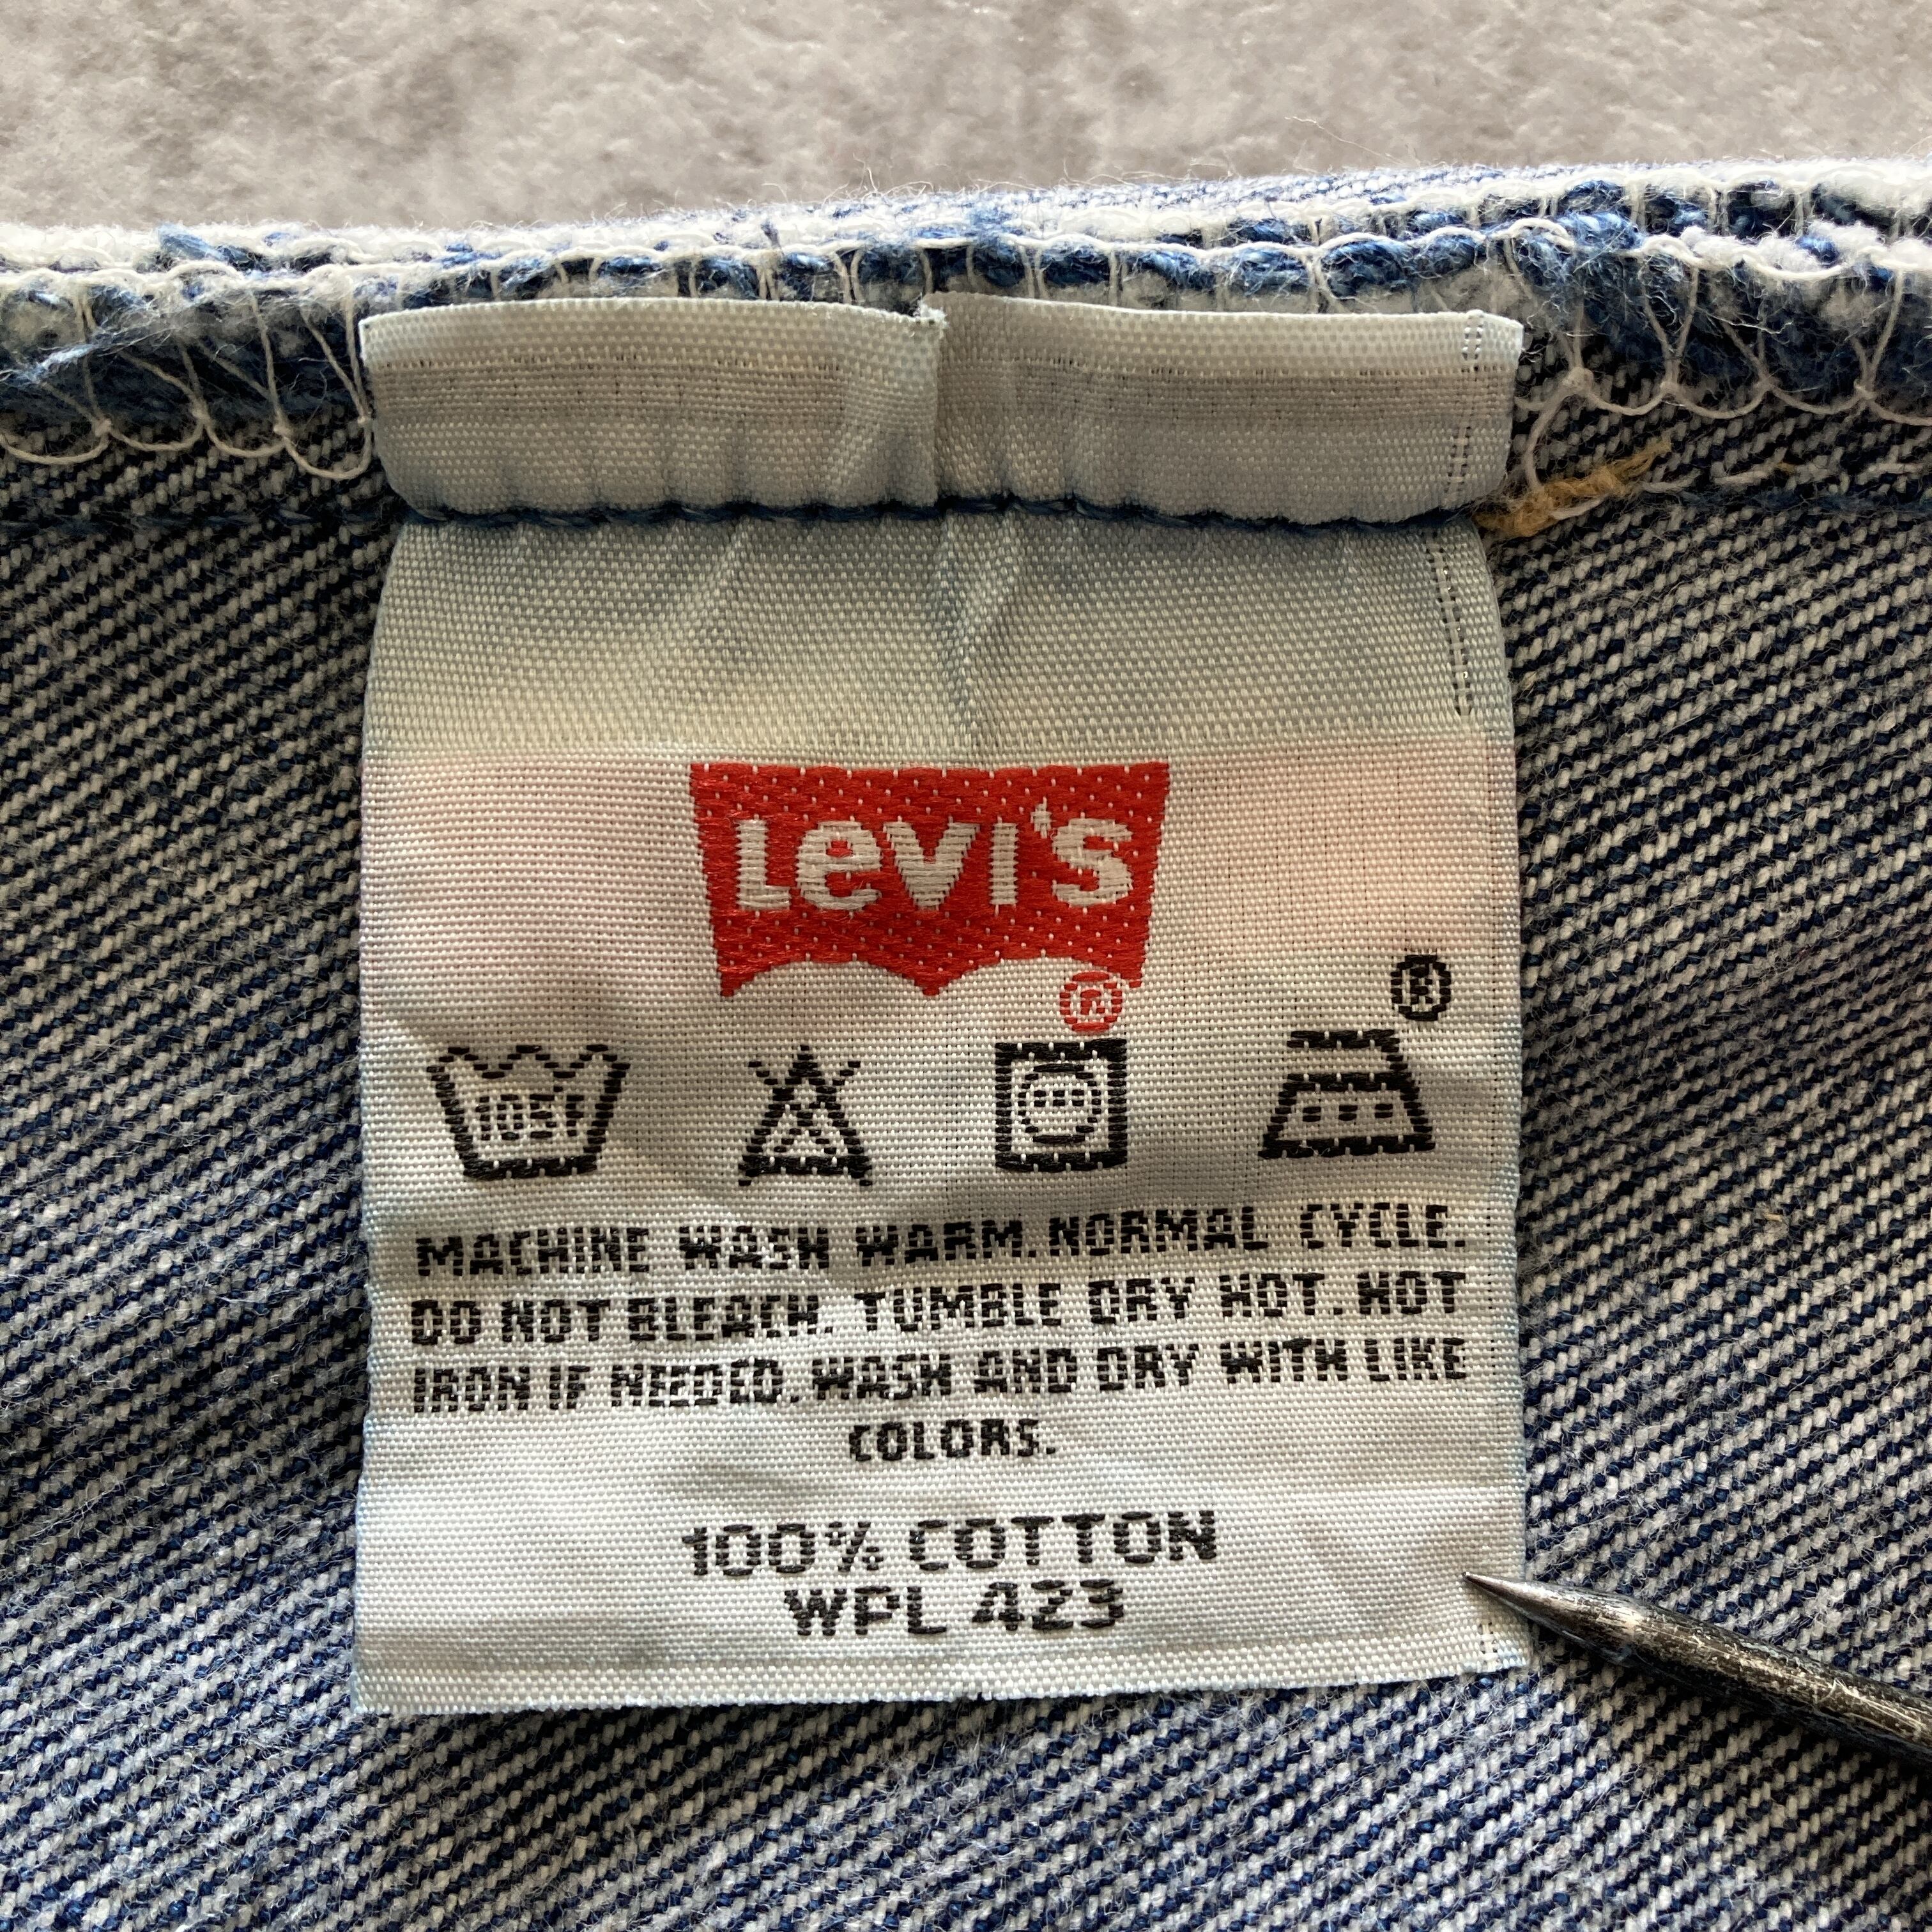 LEVI'S
®
®
105F
MACHINE WASH WARM. NORMAL CYCLE.
DO NOT BLEACH. TUMBLE DRY HOT. HOT
IRON IF NEEDED. WASH AND DRY WITH LIKE
COLORS.
100% COTTON
WPL 423